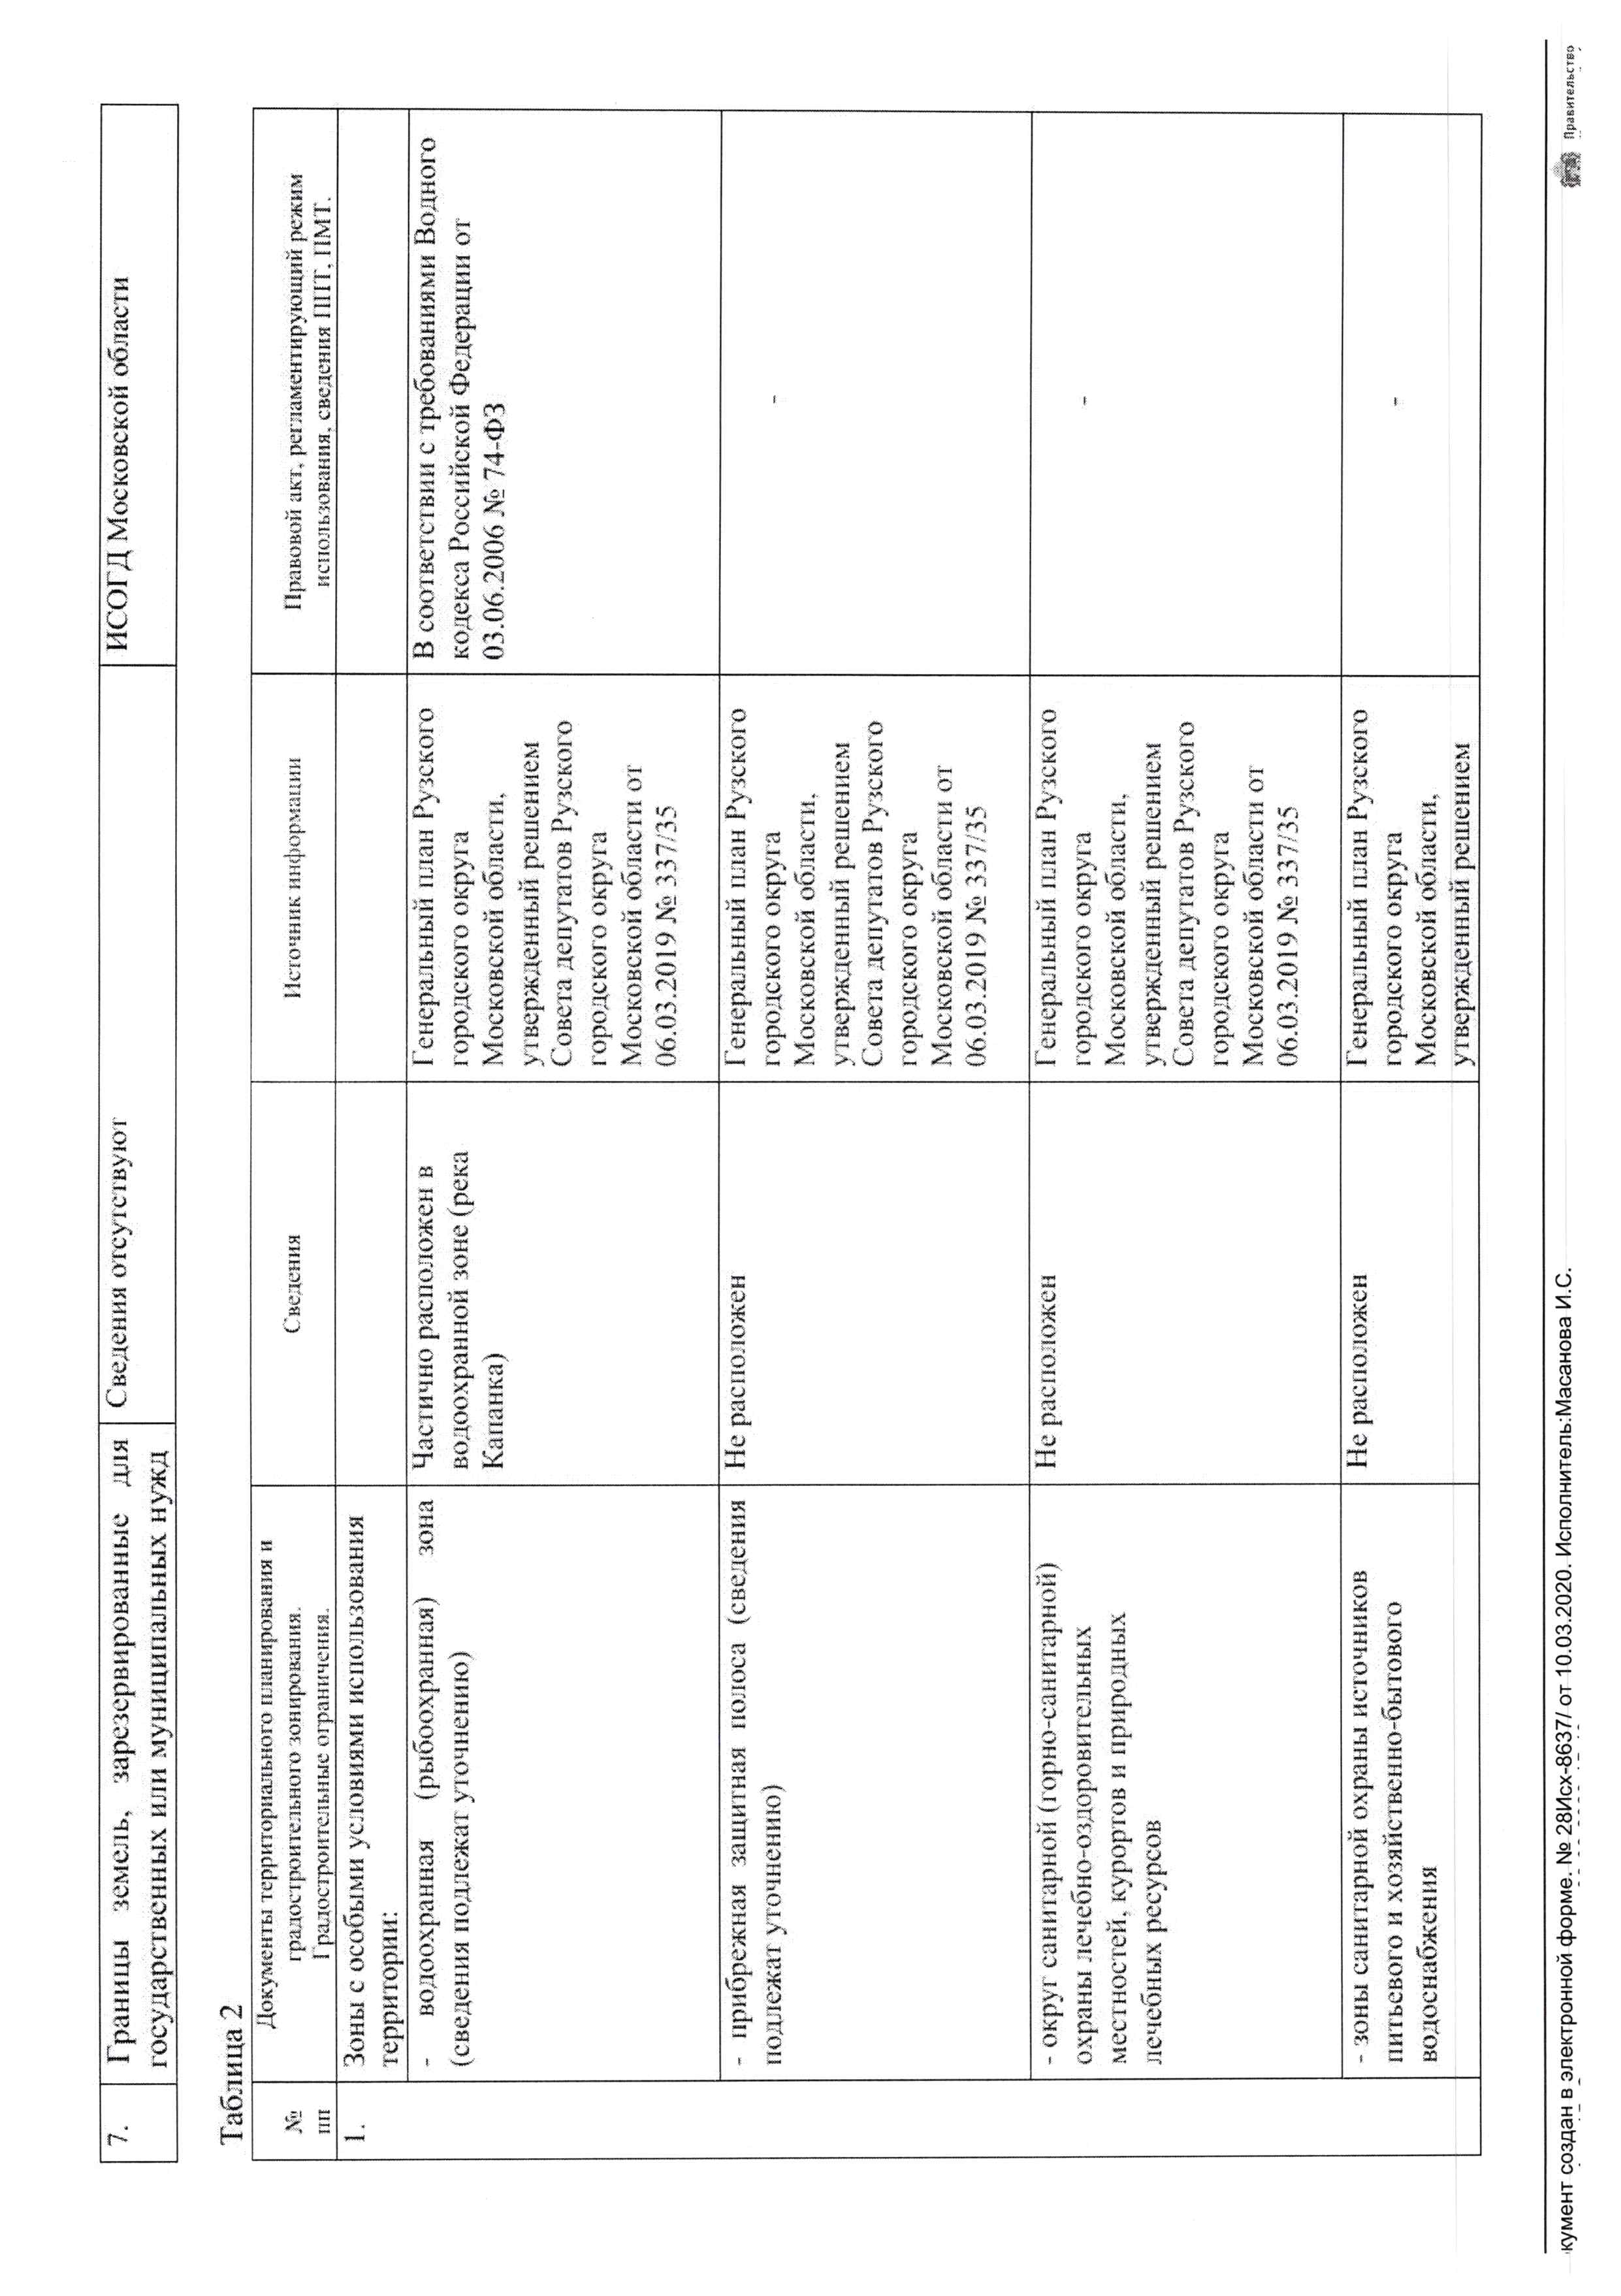 7.
Границы земель, зарезервированные для
государственных или муниципальных нужд
Сведения отсутствуют
ИСОГД Московской области
Таблица 2
№
пп
Документы территориального планирования и
градостроительного зонирования.
Градостроительные ограничения.
Сведения
Источник информации
Правовой акт, регламентирующий режим
использования, сведения ППТ, ПМТ.
1.
Зоны с особыми условиями использования
территории:
- водоохранная (рыбоохранная) зона
(сведения подлежат уточнению)
Частично расположен в
водоохранной зоне (река
Капанка)
Генеральный план Рузского
городского округа
Московской области,
утвержденный решением
Совета депутатов Рузского
городского округа
Московской области от
06.03.2019 № 337/35
В соответствии с требованиями Водного
кодекса Российской Федерации от
03.06.2006 № 74-ФЗ
- прибрежная защитная полоса (сведения
подлежат уточнению)
Не расположен
Генеральный план Рузского
городского округа
Московской области,
утвержденный решением
Совета депутатов Рузского
городского округа
Московской области от
06.03.2019 № 337/35
-
- округ санитарной (горно-санитарной)
охраны лечебно-оздоровительных
местностей, курортов и природных
лечебных ресурсов
Не расположен
Генеральный план Рузского
городского округа
Московской области,
утвержденный решением
Совета депутатов Рузского
городского округа
Московской области от
06.03.2019 № 337/35
-
- зоны санитарной охраны источников
питьевого и хозяйственно-бытового
водоснабжения
Не расположен
Генеральный план Рузского
городского округа
Московской области,
утвержденный решением
-
кумент создан в электронной форме. № 28Исх-8637/ от 10.03.2020. Исполнитель:Масанова И.С.
Правительство